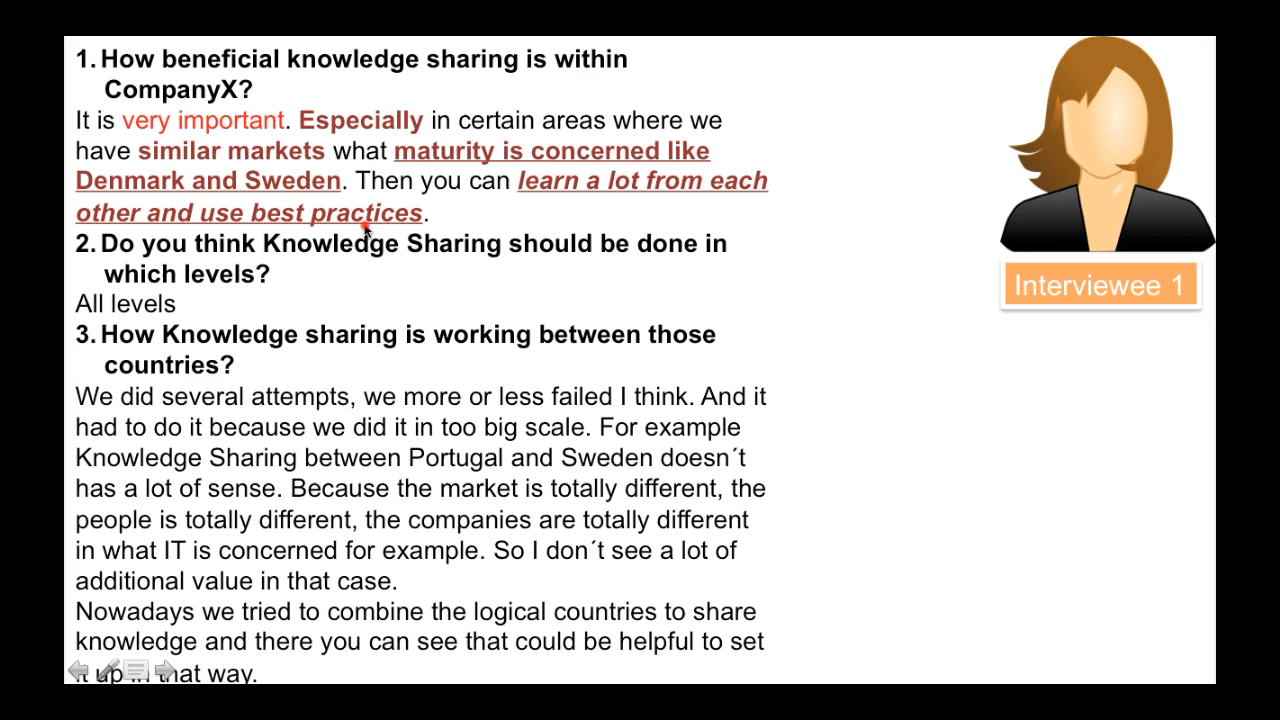 1. How beneficial knowledge sharing is within
CompanyX?
It is very important. Especially in certain areas where we
have similar markets what maturity is concerned like
Denmark and Sweden. Then you can learn a lot from each
other and use best practices.
2. Do you think Knowledge Sharing should be done in
which levels?
All levels
3. How Knowledge sharing is working between those
countries?
We did several attempts, we more or less failed I think. And it
had to do it because we did it in too big scale. For example
Knowledge Sharing between Portugal and Sweden doesn´t
has a lot of sense. Because the market is totally different, the
people is totally different, the companies are totally different
in what IT is concerned for example. So I don´t see a lot of
additional value in that case.
Nowadays we tried to combine the logical countries to share
knowledge and there you can see that could be helpful to set
it up in that way.
Interviewee 1